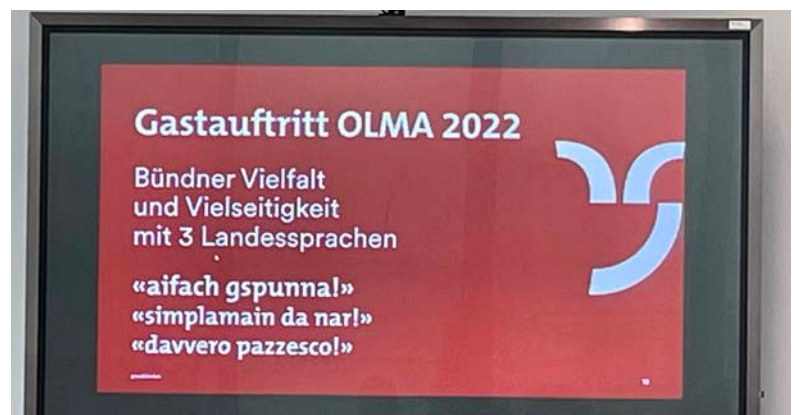 Gastauftritt OLMA 2022
Bündner Vielfalt
und Vielseitigkeit
mit 3 Landessprachen
«aifach gspunna!»
«simplamain da nar!»
«davvero pazzesco!»